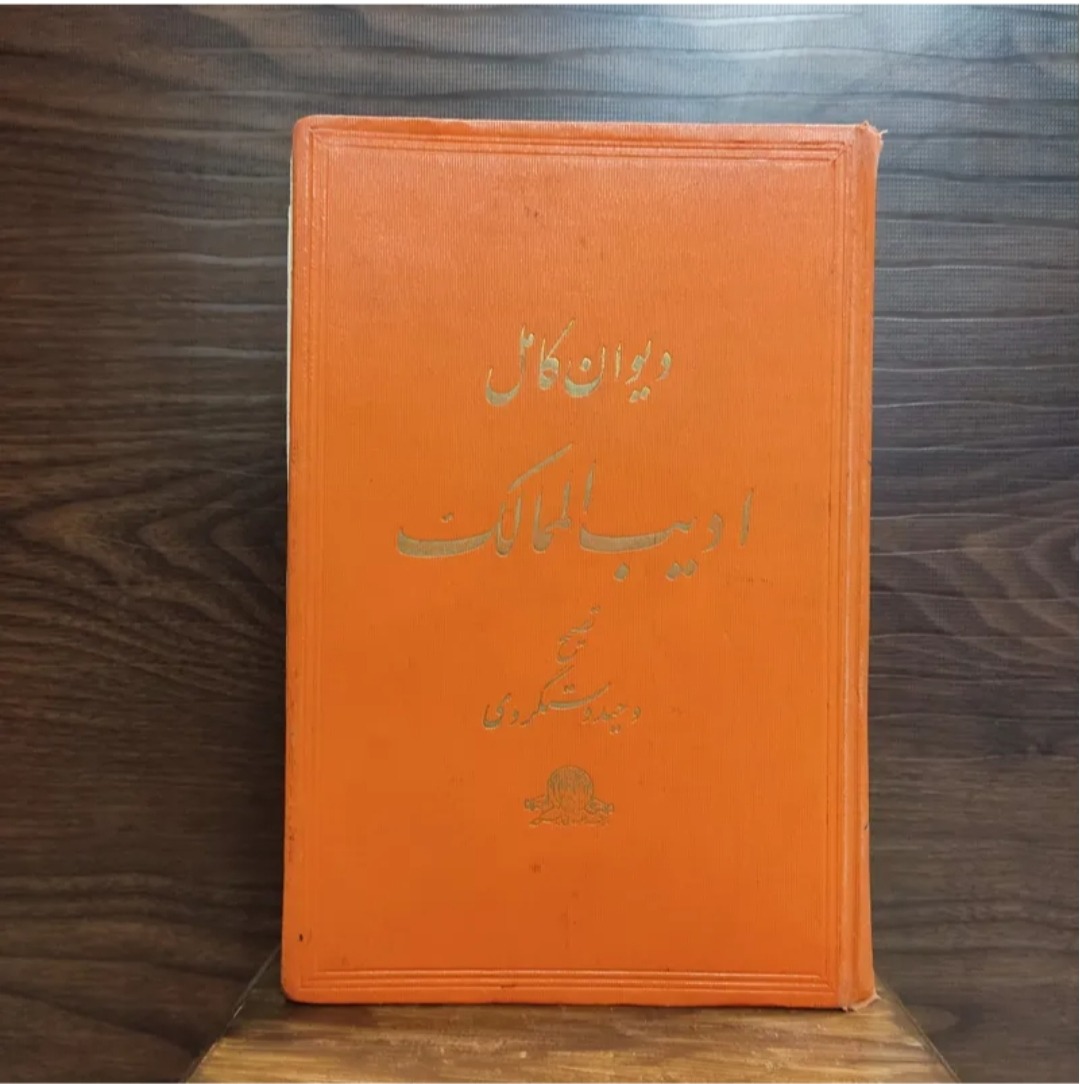 دیوان کامل
ادیب الممالک
تصحیح
وحید دستگردی